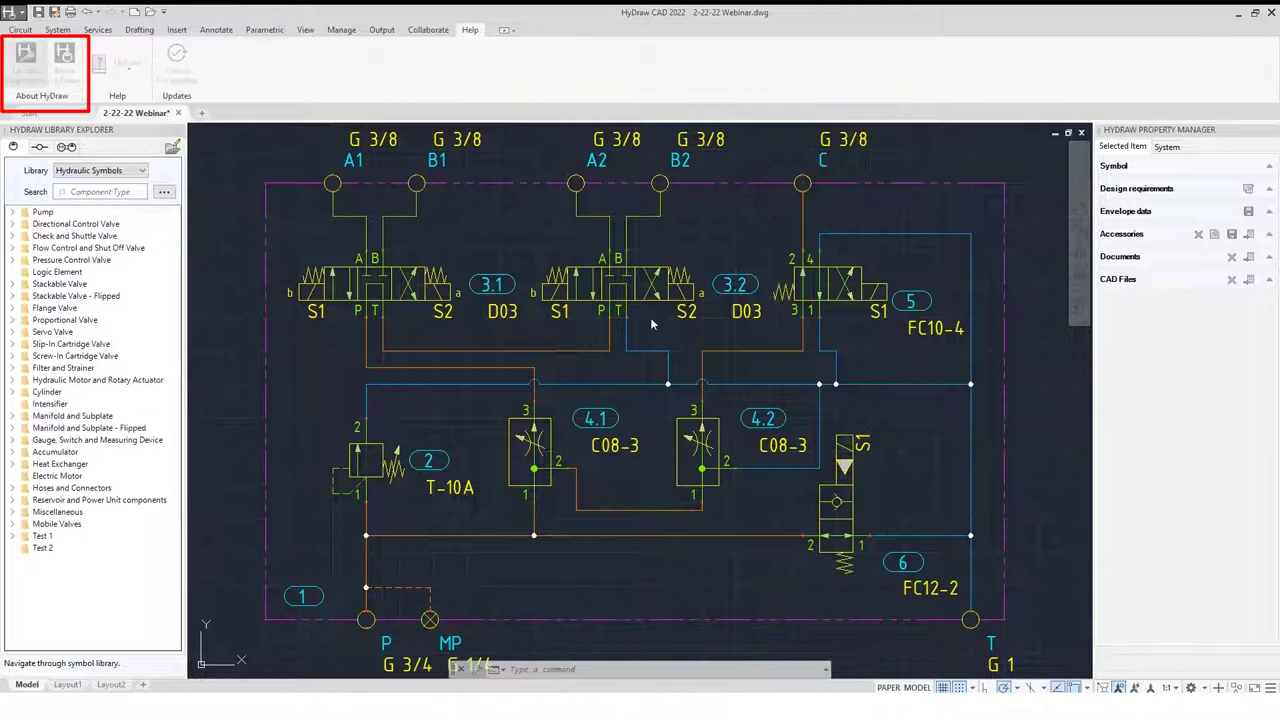 HyDraw CAD 2022 2-22-22 Webinar.dwg
Circuit System Services Drafting Insert Annotate Parametric View Manage Output Collaborate Help
About HyDraw Help Updates
2-22-22 Webinar*
HYDRAW LIBRARY EXPLORER
Library Hydraulic Symbols
Search Component Type ...
Pump
Directional Control Valve
Check and Shuttle Valve
Flow Control and Shut Off Valve
Pressure Control Valve
Logic Element
Stackable Valve
Stackable Valve - Flipped
Flange Valve
Proportional Valve
Servo Valve
Slip-In Cartridge Valve
Screw-In Cartridge Valve
Filter and Strainer
Hydraulic Motor and Rotary Actuator
Cylinder
Intensifier
Manifold and Subplate
Manifold and Subplate - Flipped
Gauge, Switch and Measuring Device
Accumulator
Heat Exchanger
Electric Motor
Hoses and Connectors
Reservoir and Power Unit components
Miscellaneous
Mobile Valves
Test 1
Test 2
Navigate through symbol library.
G 3/8 G 3/8 G 3/8 G 3/8 G 3/8
A1 B1 A2 B2 C
A B A B 2 4
b a 3.1 b a 3.2 5
S1 P T S2 D03 S1 P T S2 D03 3 1 S1
FC10-4
2 3 4.1 3 4.2
C08-3 C08-3 S1
2 2 2
T-10A
1 1 1
2 1
6
FC12-2
1
P MP T
G 3/4 G 1/4 G 1
Y
X
Type a command
HYDRAW PROPERTY MANAGER
Selected Item System
Symbol
Design requirements
Envelope data
Accessories
Documents
CAD Files
Model Layout1 Layout2 +
PAPER MODEL 1:1